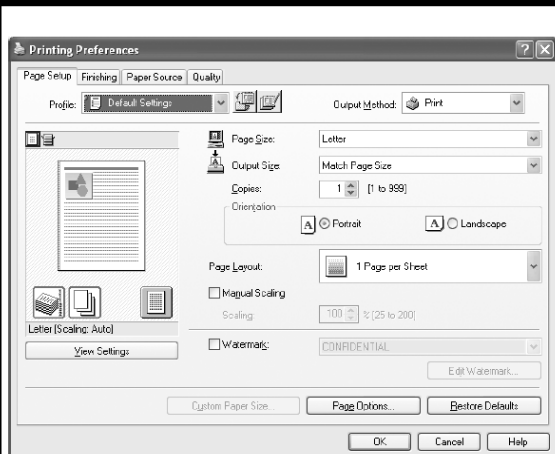 Printing Preferences
Page Setup Finishing Paper Source Quality
Profile: Default Settings Output Method: Print
Page Size: Letter
Output Size: Match Page Size
Copies: 1 [1 to 999]
Orientation
A Portrait A Landscape
Page Layout: 1 Page per Sheet
Manual Scaling
Scaling: 100 % [25 to 200]
Letter [Scaling: Auto]
View Settings
Watermark: CONFIDENTIAL
Edit Watermark...
Custom Paper Size... Page Options... Restore Defaults
OK Cancel Help